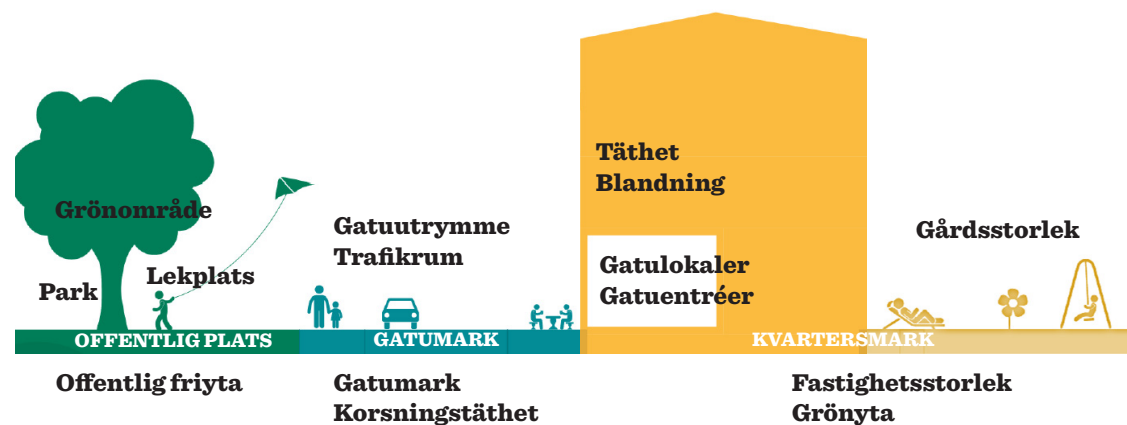 Grönområde
Park
Lekplats
OFFENTLIG PLATS
Offentlig friyta
Gatuutrymme
Trafikrum
GATUMARK
Gatumark
Korsningstäthet
Täthet
Blandning
Gatulokaler
Gatuentréer
Gårdsstorlek
KVARTERSMARK
Fastighetsstorlek
Grönyta